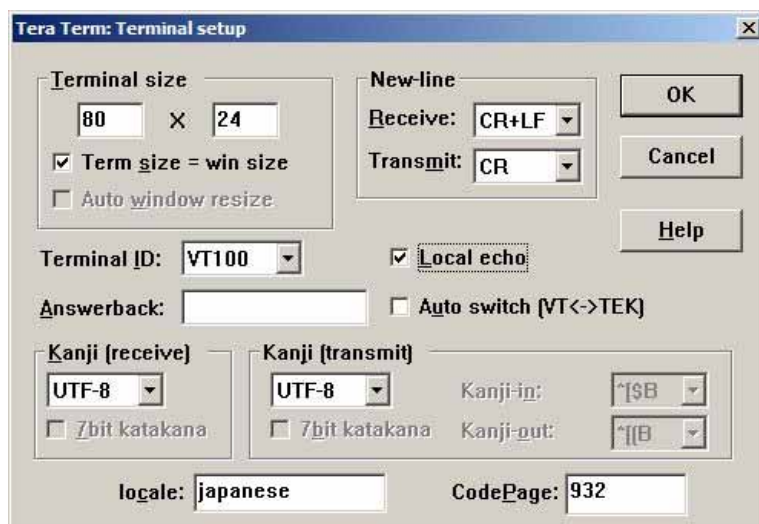 Tera Term: Terminal setup
Terminal size
80 X 24
Term size = win size
Auto window resize
New-line
Receive: CR+LF
Transmit: CR
OK
Cancel
Help
Terminal ID: VT100
Local echo
Answerback:
Auto switch (VT<->TEK)
Kanji (receive)
UTF-8
7bit katakana
Kanji (transmit)
UTF-8
7bit katakana
Kanji-in: ^[$B
Kanji-out: ^[(B
locale: japanese
CodePage: 932